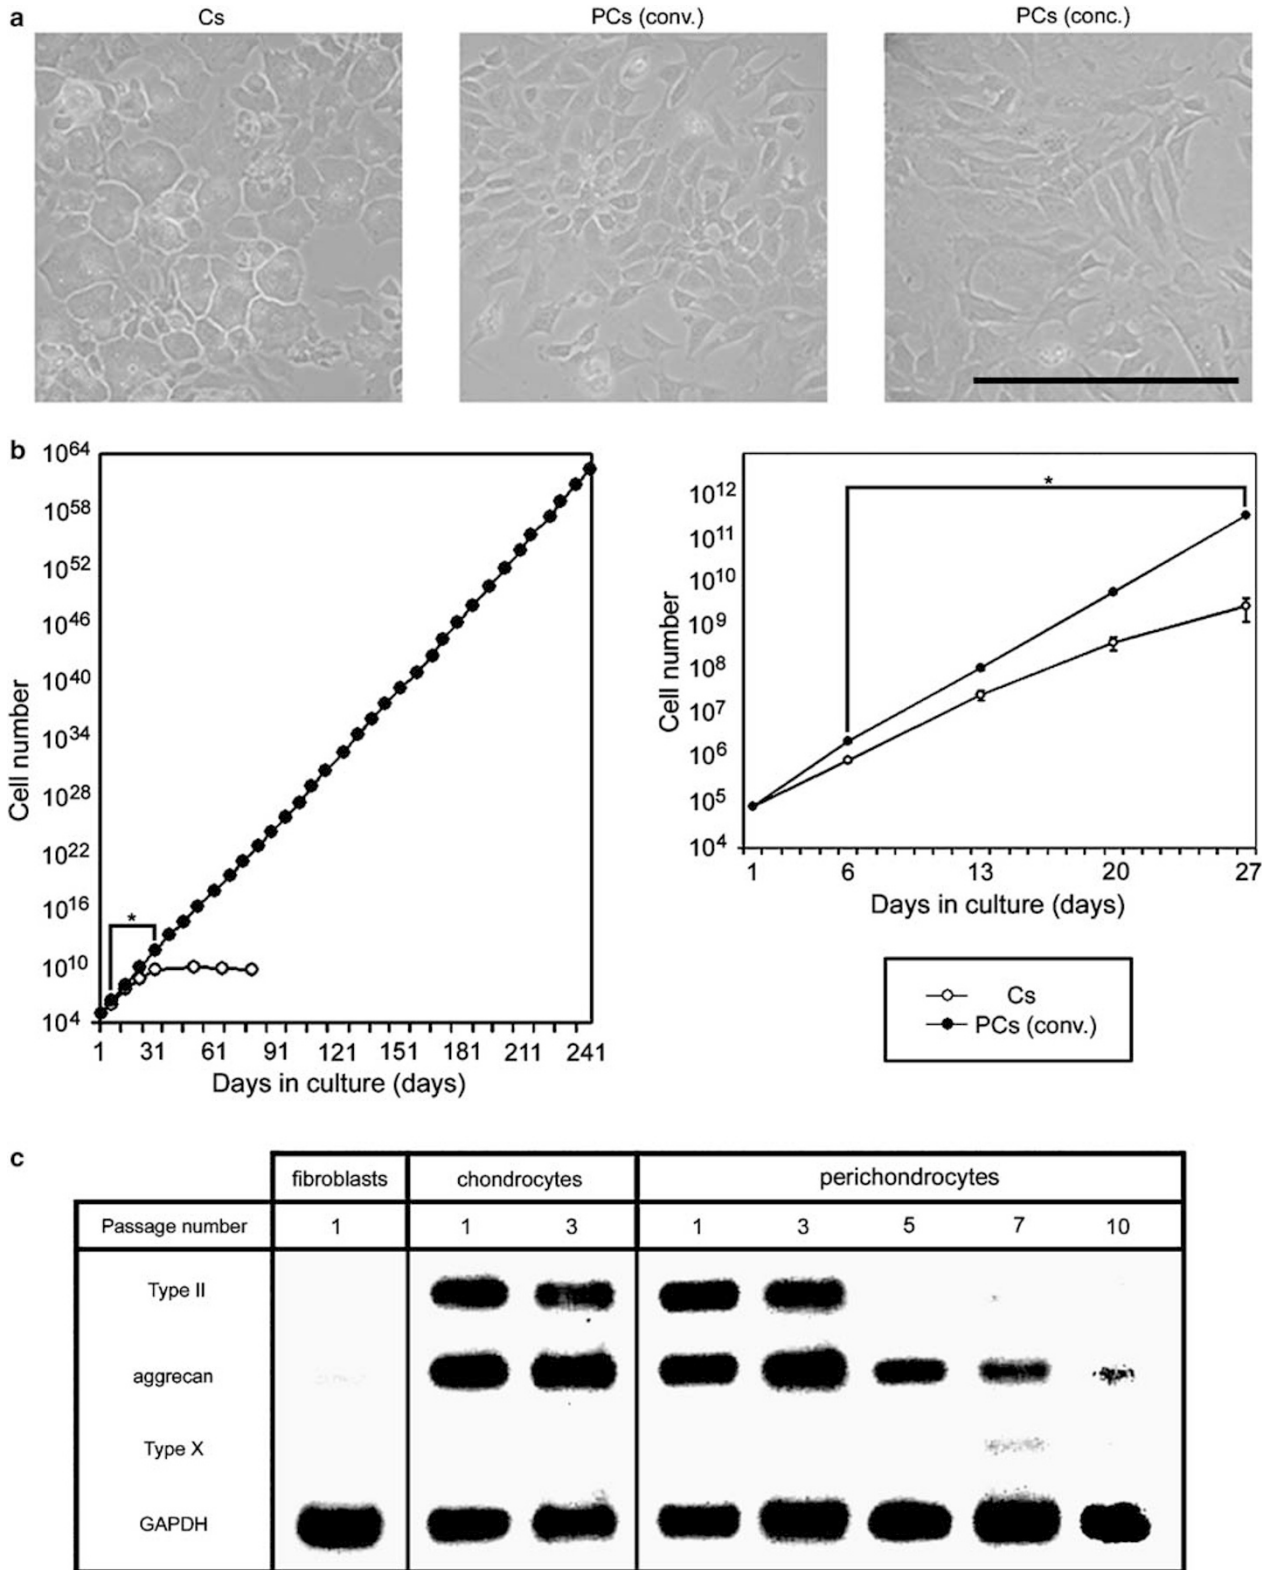 a
Cs
PCs (conv.)
PCs (conc.)
b
10^64
10^58
10^52
10^46
10^40
10^34
10^28
10^22
10^16
10^10
10^4
Cell number
*
1 31 61 91 121 151 181 211 241
Days in culture (days)
10^12
10^11
10^10
10^9
10^8
10^7
10^6
10^5
10^4
Cell number
*
1 6 13 20 27
Days in culture (days)
Cs
PCs (conv.)
c
fibroblasts chondrocytes perichondrocytes
Passage number 1 1 3 1 3 5 7 10
Type II
aggrecan
Type X
GAPDH